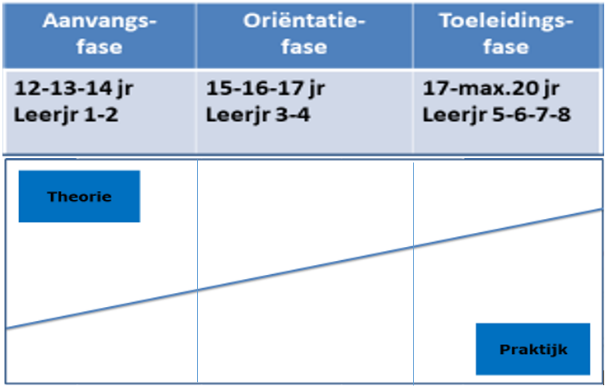 Aanvangs-
fase
Oriëntatie-
fase
Toeleidings-
fase
12-13-14 jr
Leerjr 1-2
15-16-17 jr
Leerjr 3-4
17-max.20 jr
Leerjr 5-6-7-8
Theorie
Praktijk